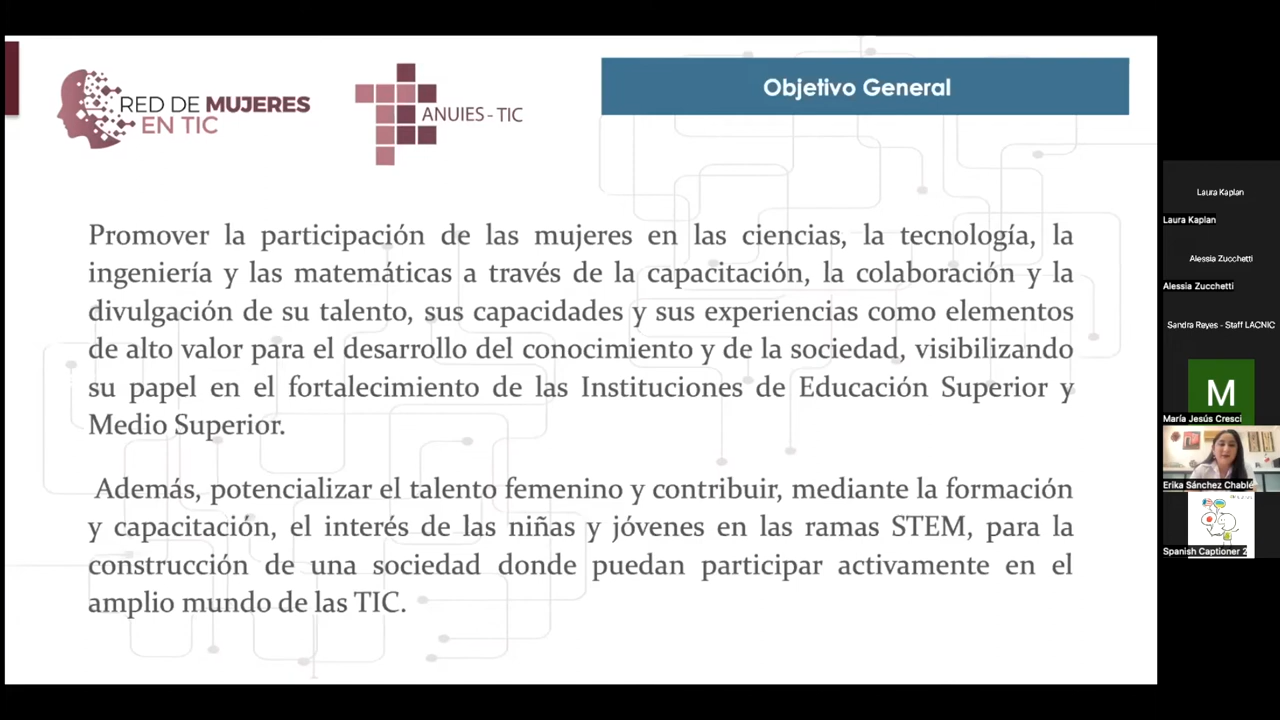 RED DE MUJERES
EN TIC
ANUIES - TIC
Objetivo General
Promover la participación de las mujeres en las ciencias, la tecnología, la
ingeniería y las matemáticas a través de la capacitación, la colaboración y la
divulgación de su talento, sus capacidades y sus experiencias como elementos
de alto valor para el desarrollo del conocimiento y de la sociedad, visibilizando
su papel en el fortalecimiento de las Instituciones de Educación Superior y
Medio Superior.
Además, potencializar el talento femenino y contribuir, mediante la formación
y capacitación, el interés de las niñas y jóvenes en las ramas STEM, para la
construcción de una sociedad donde puedan participar activamente en el
amplio mundo de las TIC.
Laura Kaplan
Laura Kaplan
Alessia Zucchetti
Alessia Zucchetti
Sandra Reyes - Staff LACNIC
M
María Jesús Cresci
Erika Sánchez Chablé
Spanish Captioner 2